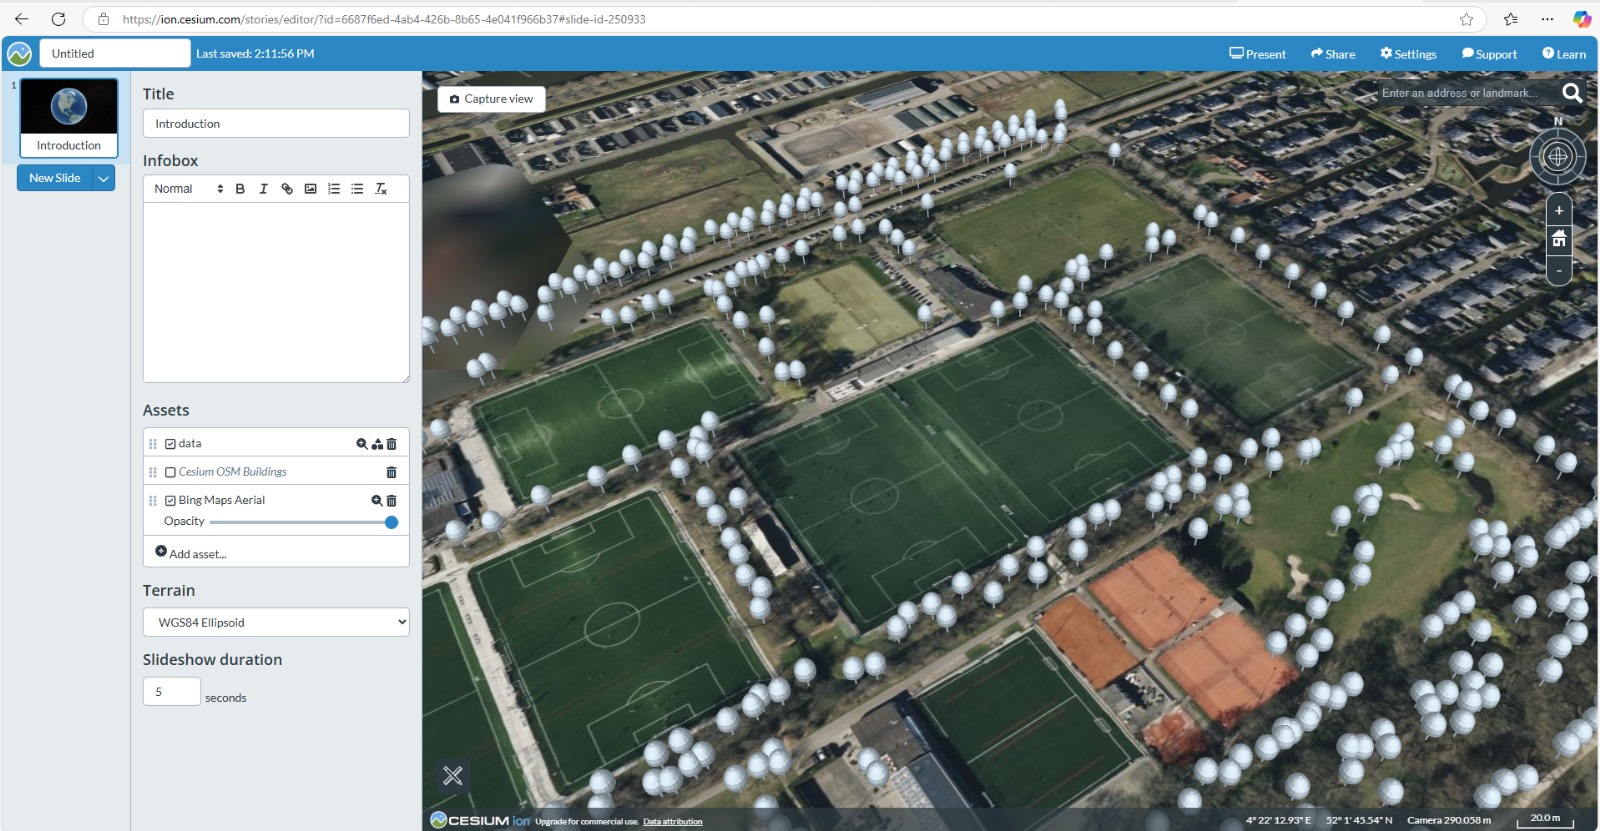 https://ion.cesium.com/stories/editor/?id=6687f6ed-4ab4-426b-8b65-4e041f966b37#slide-id-250933
Untitled
Last saved: 2:11:56 PM
Present
Share
Settings
Support
Learn
1
Introduction
New Slide
Title
Introduction
Infobox
Normal
B
I
Assets
data
Cesium OSM Buildings
Bing Maps Aerial
Opacity
Add asset...
Terrain
WGS84 Ellipsoid
Slideshow duration
5
seconds
Capture view
Enter an address or landmark...
N
+
-
CESIUM ion
Upgrade for commercial use. Data attribution
4° 22' 12.93" E
52° 1' 45.54" N
Camera 290.058 m
20.0 m